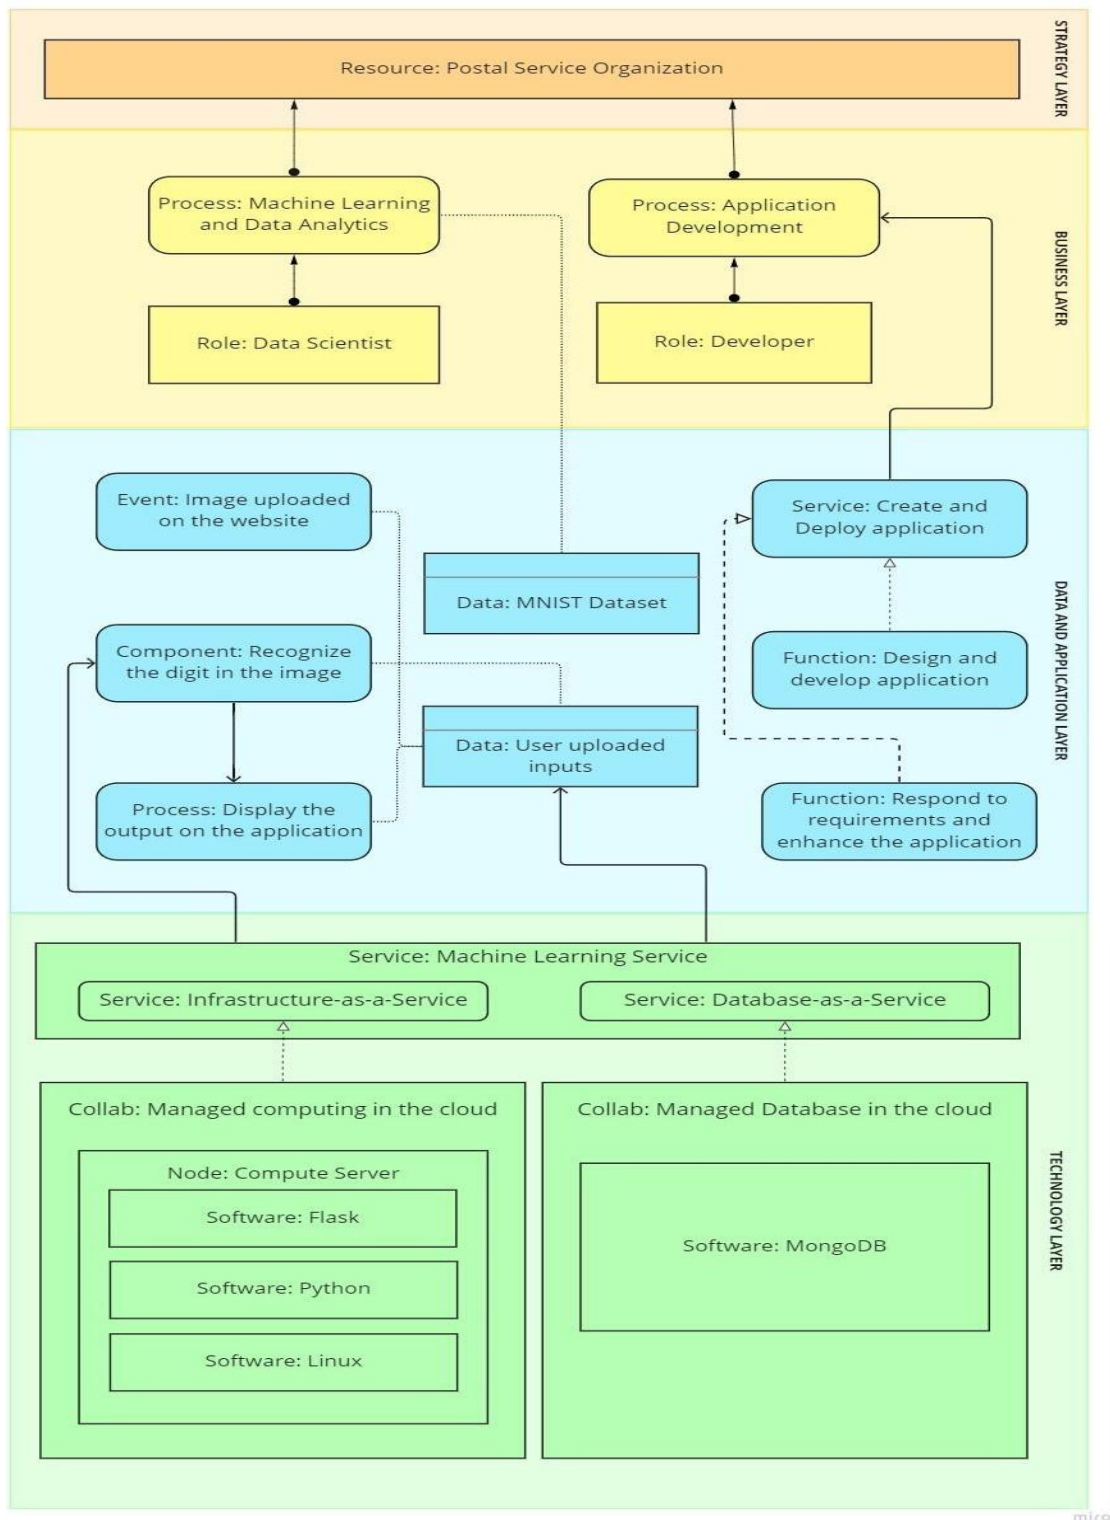 STRATEGY LAYER
Resource: Postal Service Organization
BUSINESS LAYER
Process: Machine Learning
and Data Analytics
Process: Application
Development
Role: Data Scientist
Role: Developer
DATA AND APPLICATION LAYER
Event: Image uploaded
on the website
Service: Create and
Deploy application
Data: MNIST Dataset
Component: Recognize
the digit in the image
Function: Design and
develop application
Data: User uploaded
inputs
Process: Display the
output on the application
Function: Respond to
requirements and
enhance the application
TECHNOLOGY LAYER
Service: Machine Learning Service
Service: Infrastructure-as-a-Service
Service: Database-as-a-Service
Collab: Managed computing in the cloud
Node: Compute Server
Software: Flask
Software: Python
Software: Linux
Collab: Managed Database in the cloud
Software: MongoDB
miro